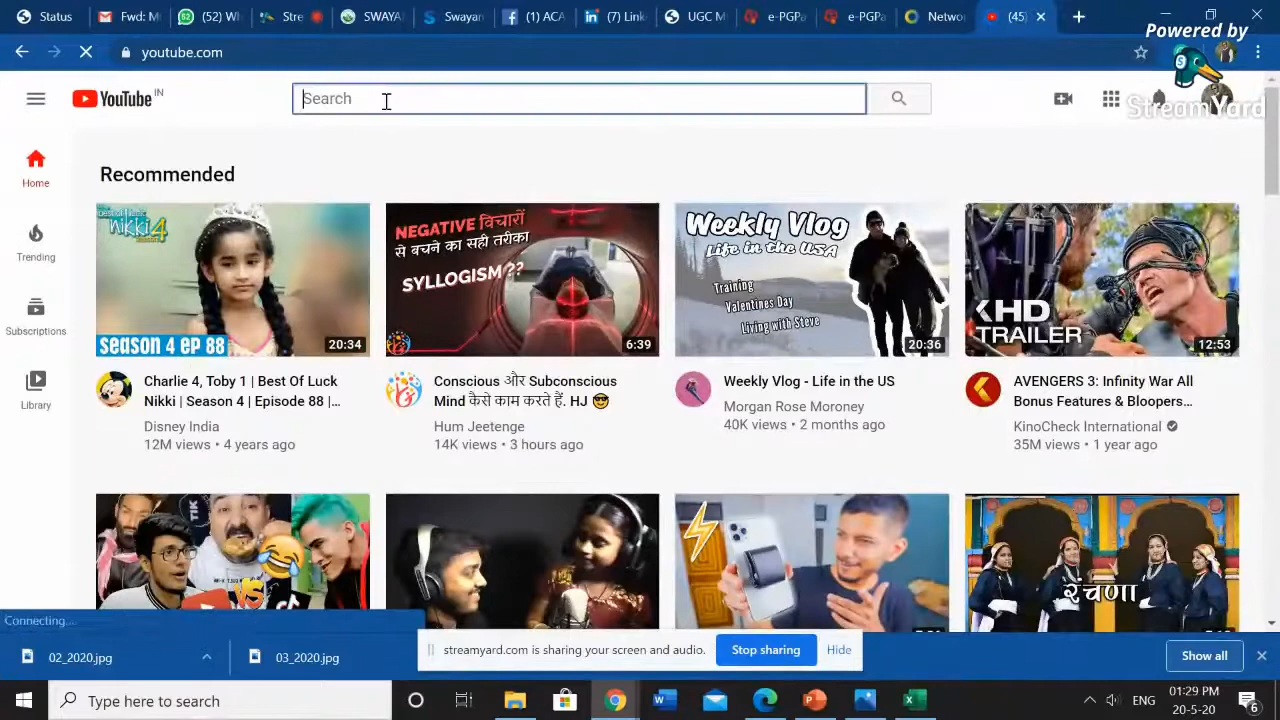 Status
Fwd: M
(52) W
Stre
SWAYA
Swayan
(1) ACA
(7) Link
UGC M
e-PGPa
e-PGPa
Netwo
(45)
Powered by
youtube.com
YouTube IN
Search
StreamYard
Home
Trending
Subscriptions
Library
Recommended
best of luck
nikki 4
Season 4 EP 88
20:34
Charlie 4, Toby 1 | Best Of Luck
Nikki | Season 4 | Episode 88 |...
Disney India
12M views • 4 years ago
NEGATIVE विचारों
से बचने का सही तरीका
SYLLOGISM ??
6:39
Conscious और Subconscious
Mind कैसे काम करते हैं. HJ 😎
Hum Jeetenge
14K views • 3 hours ago
Weekly Vlog
Life in the USA
Training
Valentines Day
Living with Steve
20:36
Weekly Vlog - Life in the US
Morgan Rose Moroney
40K views • 2 months ago
HD
TRAILER
12:53
AVENGERS 3: Infinity War All
Bonus Features & Bloopers...
KinoCheck International
35M views • 1 year ago
VS
रंचणा
Connecting...
02_2020.jpg
03_2020.jpg
streamyard.com is sharing your screen and audio.
Stop sharing
Hide
Show all
Type here to search
ENG
01:29 PM
20-5-20
6